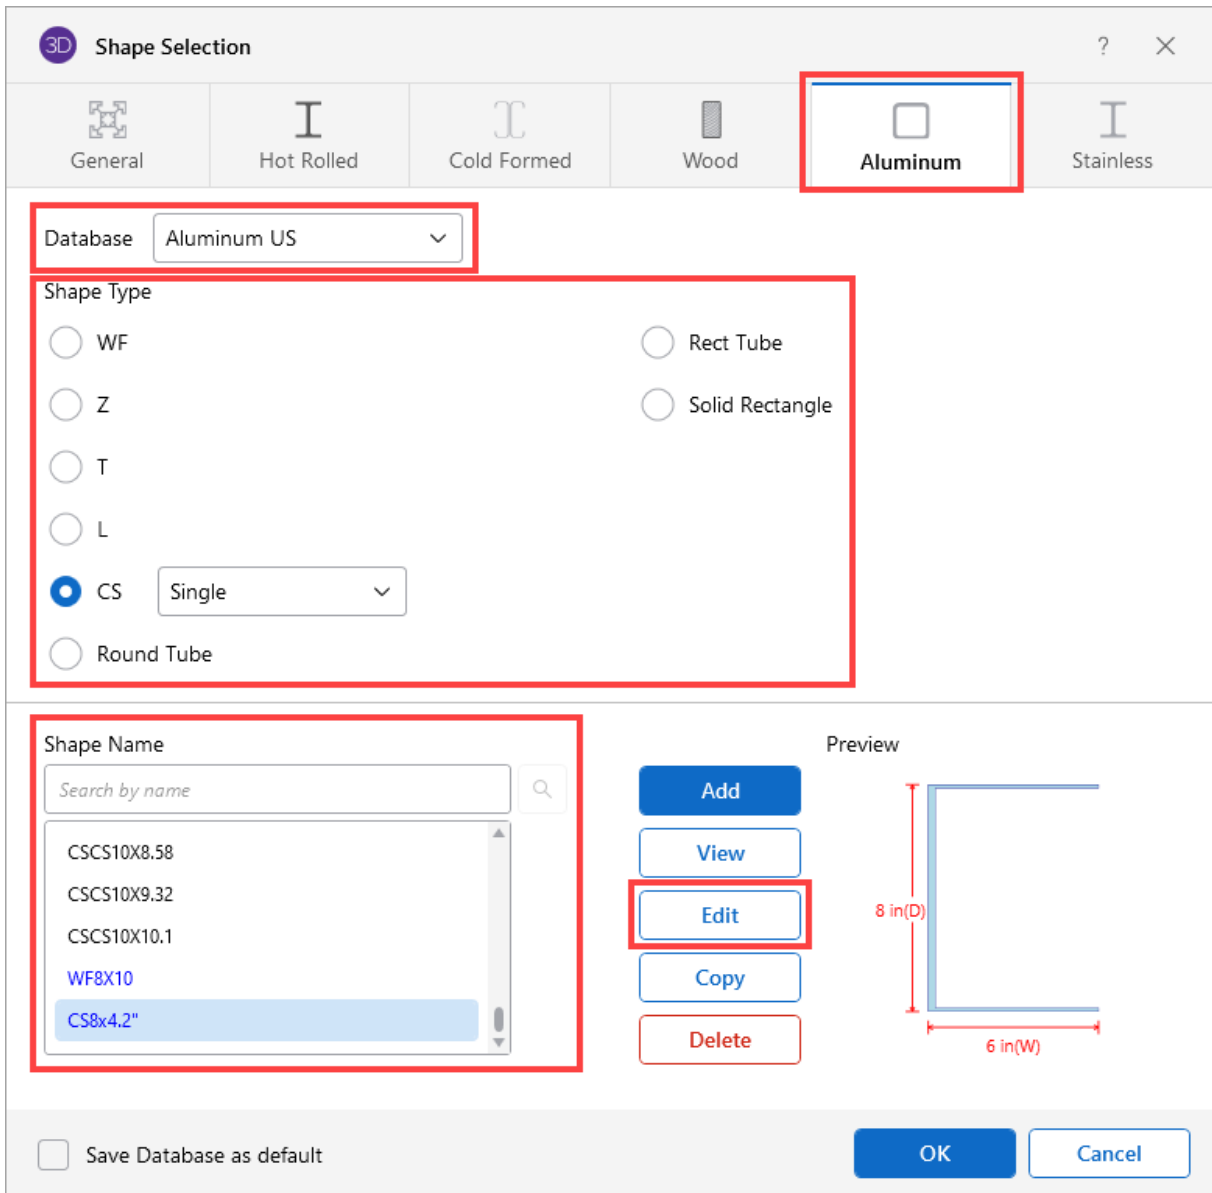 3D Shape Selection ?
General Hot Rolled Cold Formed Wood Aluminum Stainless
Database Aluminum US
Shape Type
WF Rect Tube
Z Solid Rectangle
T
L
CS Single
Round Tube
Shape Name Preview
Search by name Add
CSCS10X8.58 View
CSCS10X9.32 Edit
8 in(D)
CSCS10X10.1
WF8X10 Copy
CS8x4.2" Delete
6 in(W)
Save Database as default OK Cancel